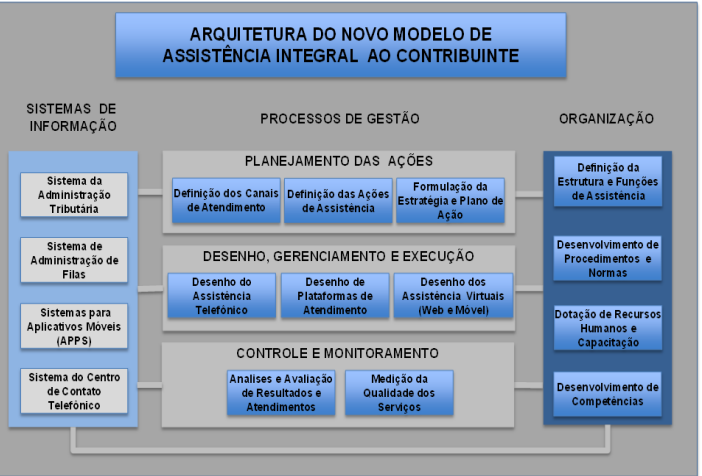 ARQUITETURA DO NOVO MODELO DE
ASSISTÊNCIA INTEGRAL AO CONTRIBUINTE
SISTEMAS DE
INFORMAÇÃO
PROCESSOS DE GESTÃO
ORGANIZAÇÃO
Sistema da
Administração
Tributária
Sistema de
Administração de
Filas
Sistemas para
Aplicativos Móveis
(APPS)
Sistema do Centro
de Contato
Telefónico
PLANEJAMENTO DAS AÇÕES
Definição dos Canais
de Atendimento
Definição das Ações
de Assistência
Formulação da
Estratégia e Plano de
Ação
DESENHO, GERENCIAMENTO E EXECUÇÃO
Desenho do
Assistência
Telefónico
Desenho de
Plataformas de
Atendimento
Desenho dos
Assistência Virtuais
(Web e Móvel)
CONTROLE E MONITORAMENTO
Analises e Avaliação
de Resultados e
Atendimentos
Medição da
Qualidade dos
Serviços
Definição da
Estrutura e Funções
de Assistência
Desenvolvimento de
Procedimentos e
Normas
Dotação de Recursos
Humanos e
Capacitação
Desenvolvimento de
Competências